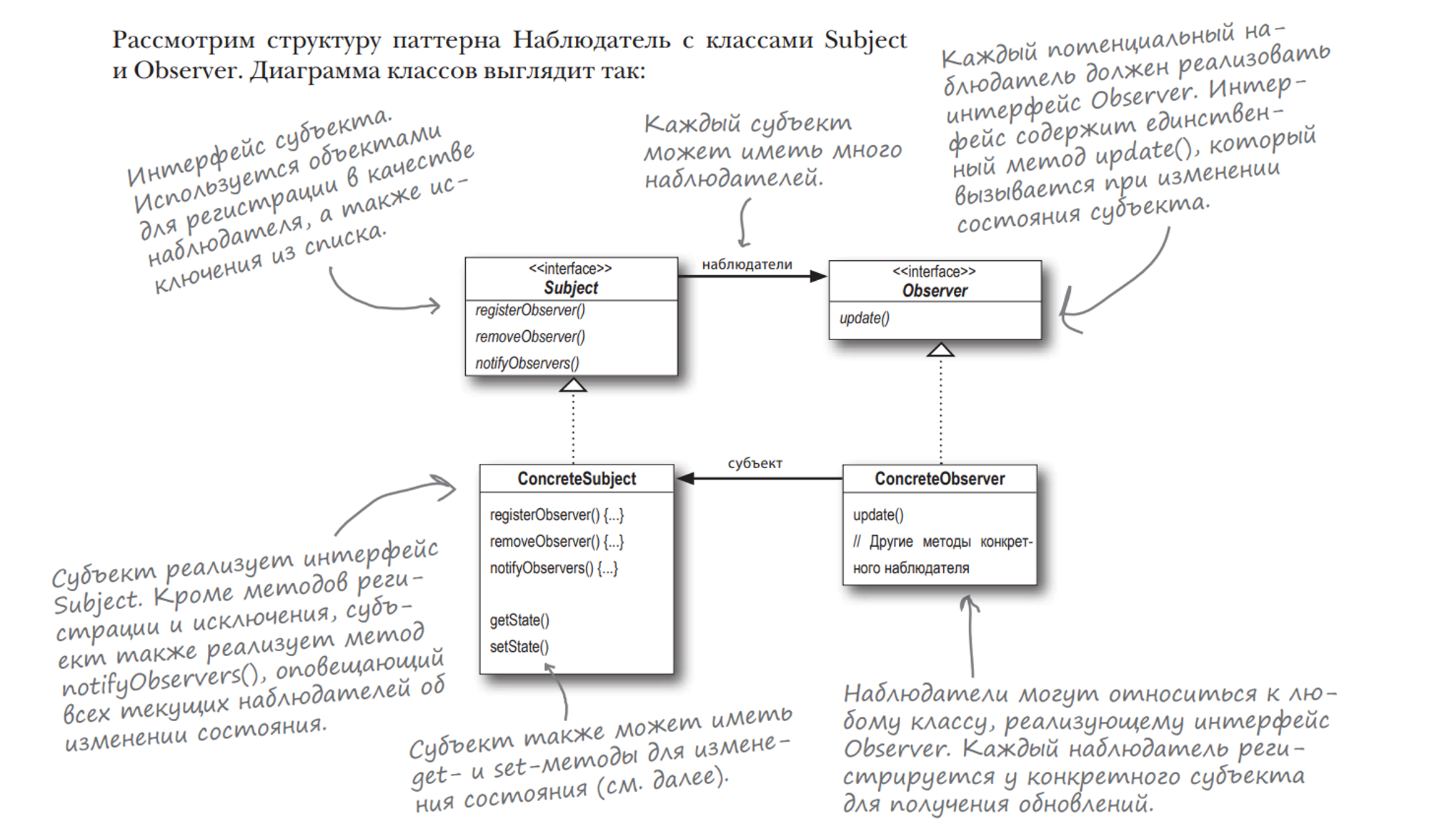 Рассмотрим структуру паттерна Наблюдатель с классами Subject
и Observer. Диаграмма классов выглядит так:
Интерфейс субъекта.
Используется объектами
для регистрации в качестве
наблюдателя, а также ис-
ключения из списка.
Каждый субъект
может иметь много
наблюдателей.
Каждый потенциальный на-
блюдатель должен реализовать
интерфейс Observer. Интер-
фейс содержит единствен-
ный метод update(), который
вызывается при изменении
состояния субъекта.
<<interface>>
Subject
registerObserver()
removeObserver()
notifyObservers()
наблюдатели
<<interface>>
Observer
update()
ConcreteSubject
registerObserver() {...}
removeObserver() {...}
notifyObservers() {...}
getState()
setState()
субъект
ConcreteObserver
update()
// Другие методы конкрет-
ного наблюдателя
Субъект реализует интерфейс
Subject. Кроме методов реги-
страции и исключения, субъ-
ект также реализует метод
notifyObservers(), оповещающий
всех текущих наблюдателей об
изменении состояния.
Субъект также может иметь
get- и set-методы для измене-
ния состояния (см. далее).
Наблюдатели могут относиться к лю-
бому классу, реализующему интерфейс
Observer. Каждый наблюдатель реги-
стрируется у конкретного субъекта
для получения обновлений.